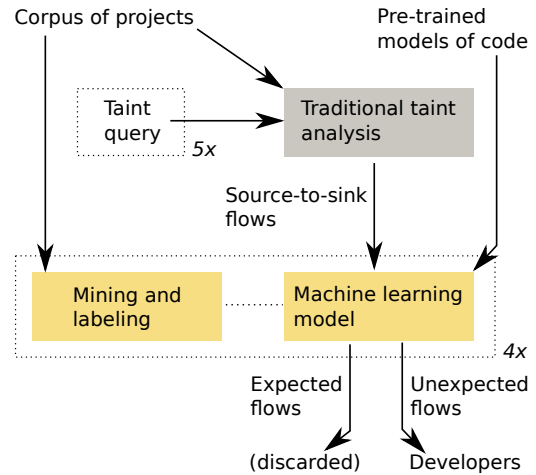 Corpus of projects
Pre-trained
models of code
Taint
query
5x
Traditional taint
analysis
Source-to-sink
flows
Mining and
labeling
Machine learning
model
4x
Expected
flows
Unexpected
flows
(discarded)
Developers